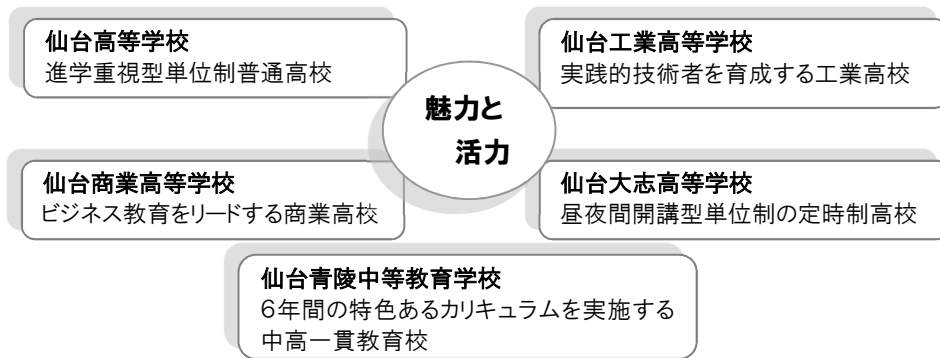 仙台高等学校
進学重視型単位制普通高校
仙台工業高等学校
実践的技術者を育成する工業高校
魅力と
活力
仙台商業高等学校
ビジネス教育をリードする商業高校
仙台大志高等学校
昼夜間開講型単位制の定時制高校
仙台青陵中等教育学校
6年間の特色あるカリキュラムを実施する
中高一貫教育校